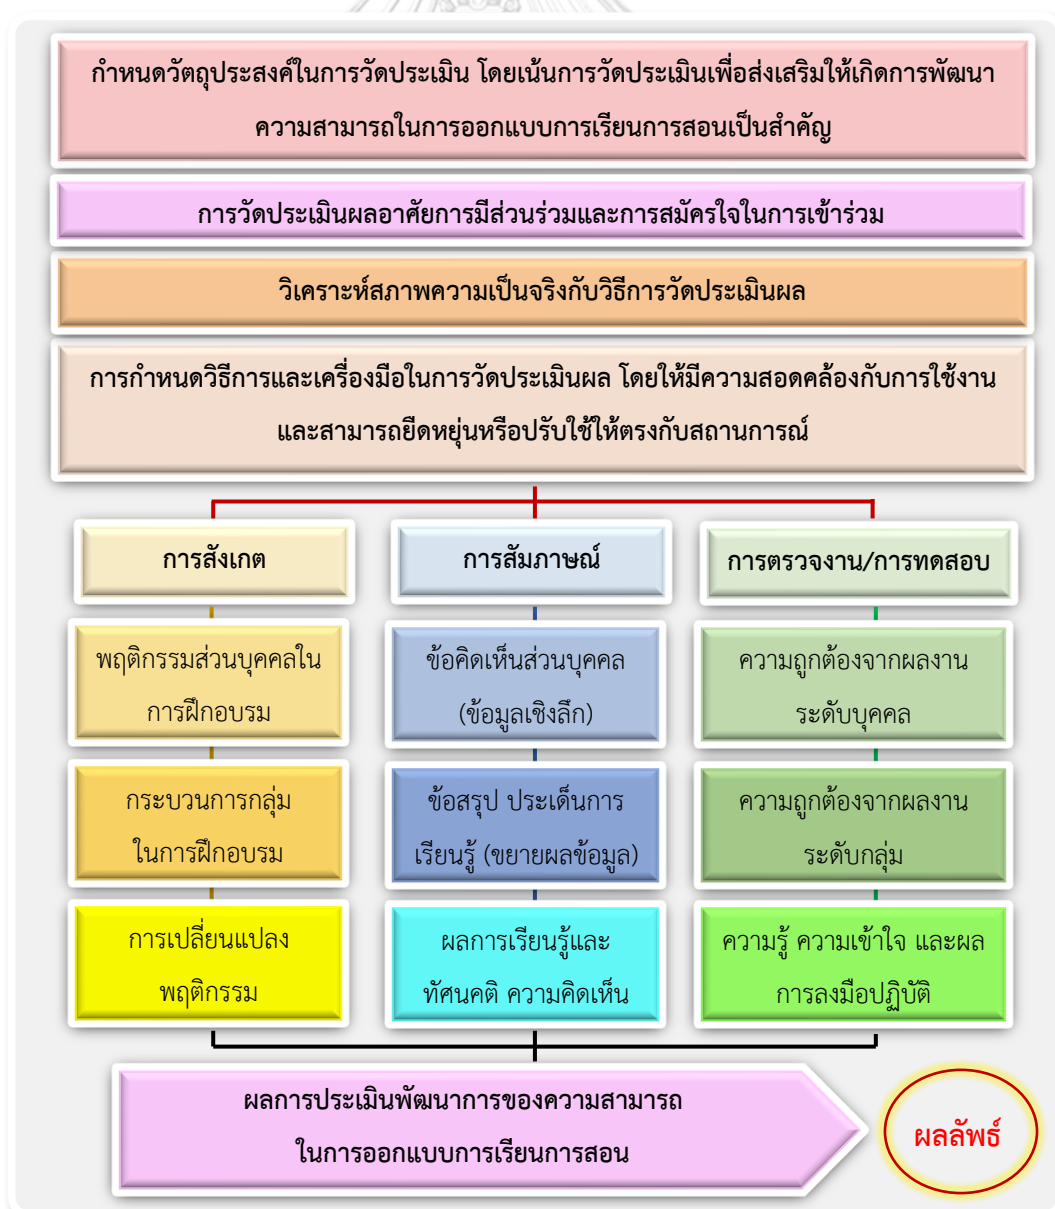 กำหนดวัตถุประสงค์ในการวัดประเมิน โดยเน้นการวัดประเมินเพื่อส่งเสริมให้เกิดการพัฒนา
ความสามารถในการออกแบบการเรียนการสอนเป็นสำคัญ
การวัดประเมินผลอาศัยการมีส่วนร่วมและการสมัครใจในการเข้าร่วม
วิเคราะห์สภาพความเป็นจริงกับวิธีการวัดประเมินผล
การกำหนดวิธีการและเครื่องมือในการวัดประเมินผล โดยให้มีความสอดคล้องกับการใช้งาน
และสามารถยืดหยุ่นหรือปรับใช้ให้ตรงกับสถานการณ์
การสังเกต
การสัมภาษณ์
การตรวจงาน/การทดสอบ
พฤติกรรมส่วนบุคคลใน
การฝึกอบรม
ข้อคิดเห็นส่วนบุคคล
(ข้อมูลเชิงลึก)
ความถูกต้องจากผลงาน
ระดับบุคคล
กระบวนการกลุ่ม
ในการฝึกอบรม
ข้อสรุป ประเด็นการ
เรียนรู้ (ขยายผลข้อมูล)
ความถูกต้องจากผลงาน
ระดับกลุ่ม
การเปลี่ยนแปลง
พฤติกรรม
ผลการเรียนรู้และ
ทัศนคติ ความคิดเห็น
ความรู้ ความเข้าใจ และผล
การลงมือปฏิบัติ
ผลการประเมินพัฒนาการของความสามารถ
ในการออกแบบการเรียนการสอน
ผลลัพธ์